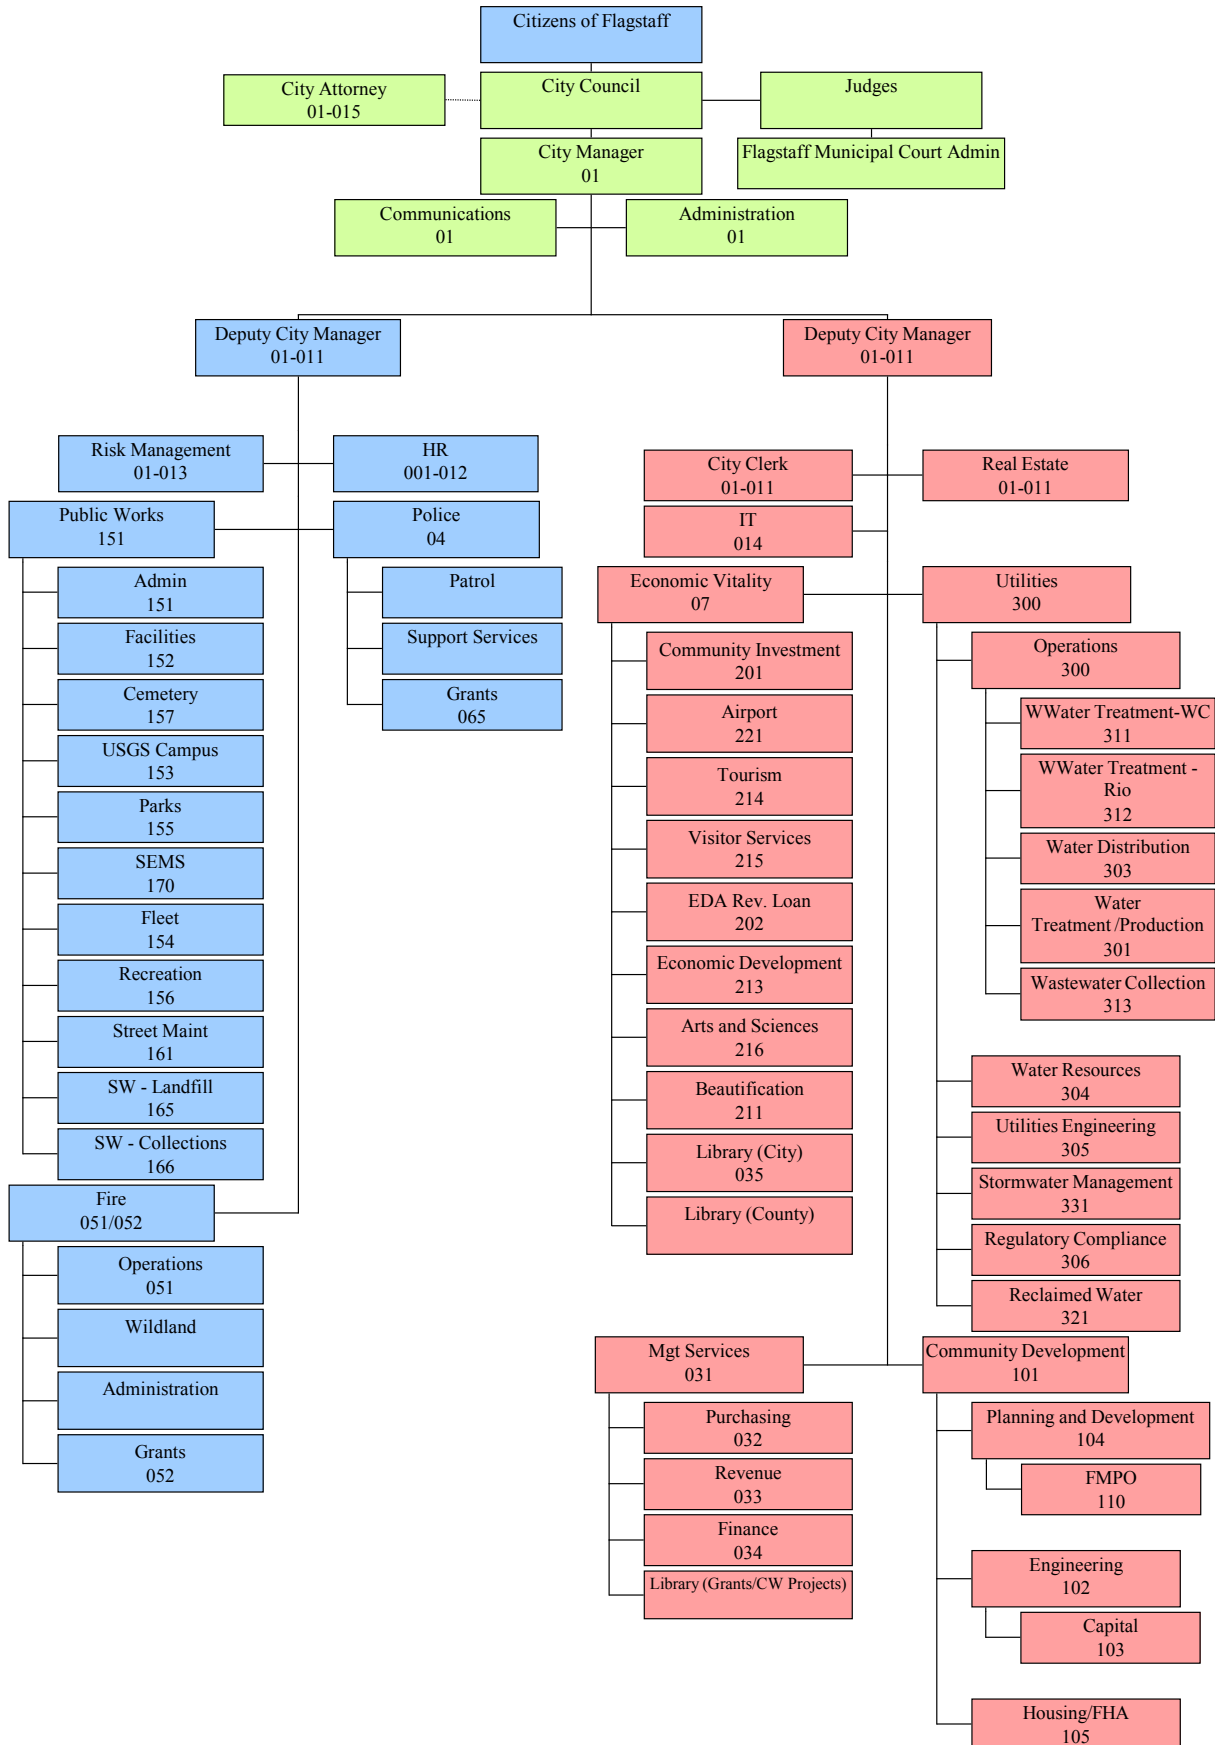 Citizens of Flagstaff
City Attorney
01-015
City Council
Judges
City Manager
01
Flagstaff Municipal Court Admin
Communications
01
Administration
01
Deputy City Manager
01-011
Deputy City Manager
01-011
Risk Management
01-013
HR
001-012
Public Works
151
Police
04
Admin
151
Facilities
152
Cemetery
157
USGS Campus
153
Parks
155
SEMS
170
Fleet
154
Recreation
156
Street Maint
161
SW - Landfill
165
SW - Collections
166
Patrol
Support Services
Grants
065
Fire
051/052
Operations
051
Wildland
Administration
Grants
052
City Clerk
01-011
Real Estate
01-011
IT
014
Economic Vitality
07
Utilities
300
Community Investment
201
Airport
221
Tourism
214
Visitor Services
215
EDA Rev. Loan
202
Economic Development
213
Arts and Sciences
216
Beautification
211
Library (City)
035
Library (County)
Operations
300
WWater Treatment-WC
311
WWater Treatment -
Rio
312
Water Distribution
303
Water
Treatment /Production
301
Wastewater Collection
313
Water Resources
304
Utilities Engineering
305
Stormwater Management
331
Regulatory Compliance
306
Reclaimed Water
321
Mgt Services
031
Community Development
101
Purchasing
032
Revenue
033
Finance
034
Library (Grants/CW Projects)
Planning and Development
104
FMPO
110
Engineering
102
Capital
103
Housing/FHA
105